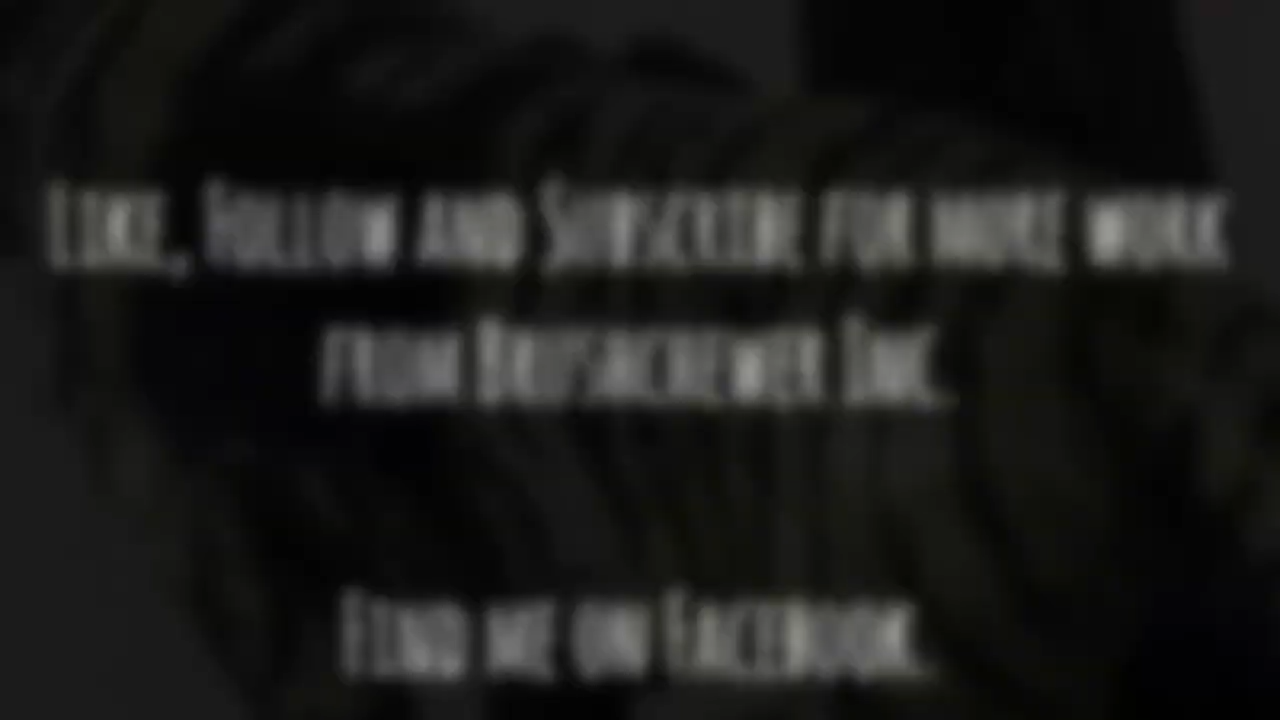 Like, Follow and Subscribe for more work
from Inc.
Find me on Facebook.